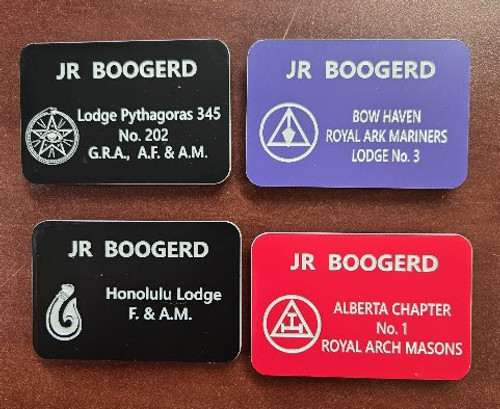 JR BOOGERD
Lodge Pythagoras 345
No. 202
G.R.A., A.F. & A.M.
JR BOOGERD
BOW HAVEN
ROYAL ARK MARINERS
LODGE No. 3
JR BOOGERD
Honolulu Lodge
F. & A.M.
JR BOOGERD
ALBERTA CHAPTER
No. 1
ROYAL ARCH MASONS